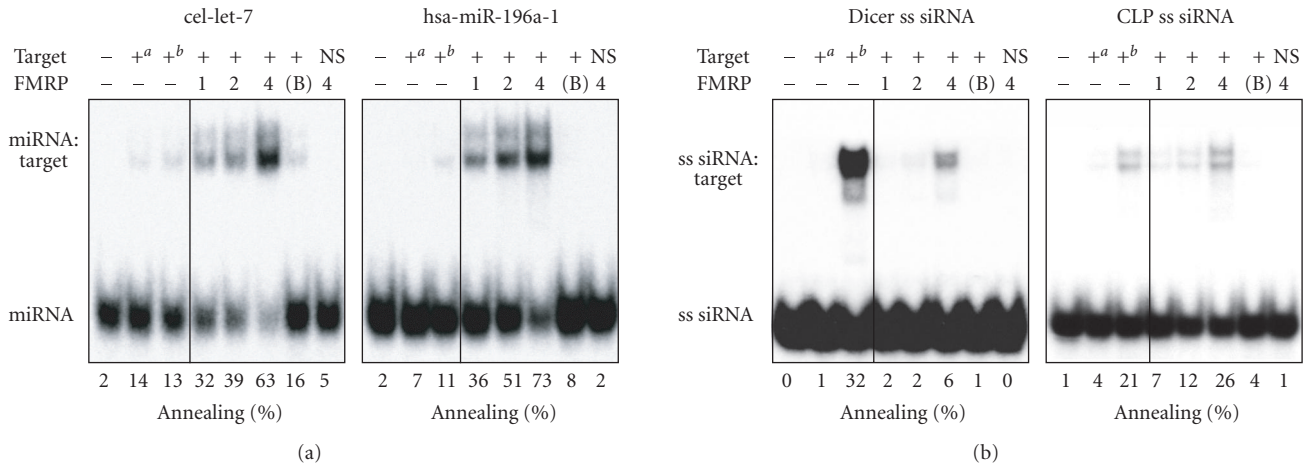 cel-let-7
hsa-miR-196a-1
Target – +a +b + + + + NS – +a +b + + + + NS
FMRP – – – 1 2 4 (B) 4 – – – 1 2 4 (B) 4
miRNA:
target
miRNA
2 14 13 32 39 63 16 5 2 7 11 36 51 73 8 2
Annealing (%) Annealing (%)
(a)
Dicer ss siRNA
CLP ss siRNA
Target – +a +b + + + + NS – +a +b + + + + NS
FMRP – – – 1 2 4 (B) 4 – – – 1 2 4 (B) 4
ss siRNA:
target
ss siRNA
0 1 32 2 2 6 1 0 1 4 21 7 12 26 4 1
Annealing (%) Annealing (%)
(b)